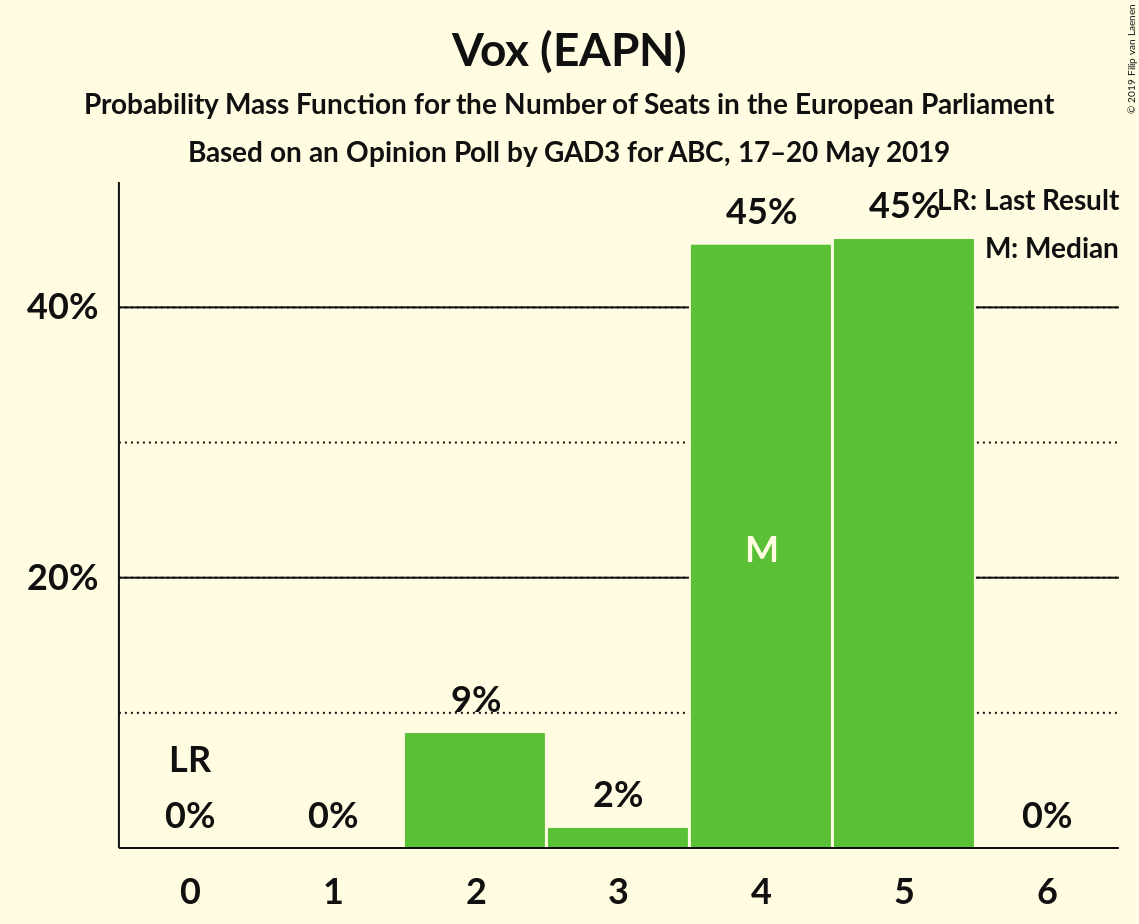 Vox (EAPN)
Probability Mass Function for the Number of Seats in the European Parliament
Based on an Opinion Poll by GAD3 for ABC, 17–20 May 2019
© 2019 Filip van Laenen
LR: Last Result
M: Median
45%
45%
40%
M
20%
9%
LR
2%
0%
0%
0%
0 1 2 3 4 5 6